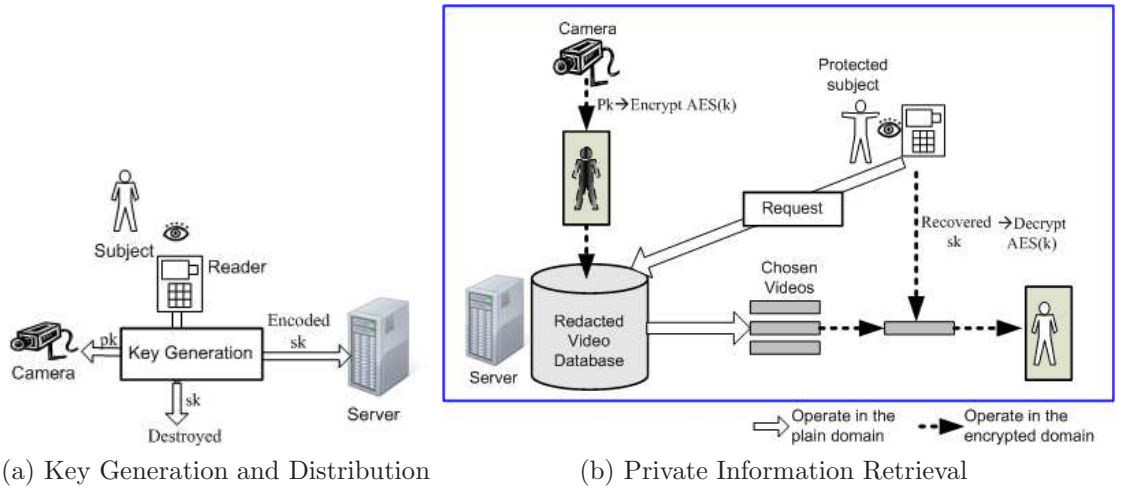 Subject
Reader
Camera
pk
Key Generation
Encoded
sk
Server
sk
Destroyed
(a) Key Generation and Distribution
Camera
Pk→Encrypt AES(k)
Protected
subject
Request
Recovered →Decrypt
sk AES(k)
Server
Redacted
Video
Database
Chosen
Videos
Operate in the
plain domain
Operate in the
encrypted domain
(b) Private Information Retrieval